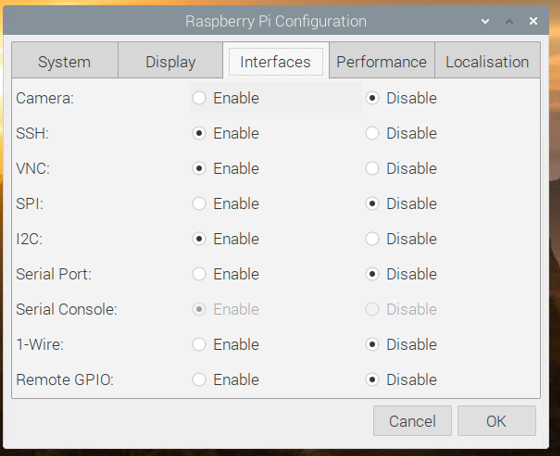 Raspberry Pi Configuration
System Display Interfaces Performance Localisation
Camera: Enable Disable
SSH: Enable Disable
VNC: Enable Disable
SPI: Enable Disable
I2C: Enable Disable
Serial Port: Enable Disable
Serial Console: Enable Disable
1-Wire: Enable Disable
Remote GPIO: Enable Disable
Cancel OK